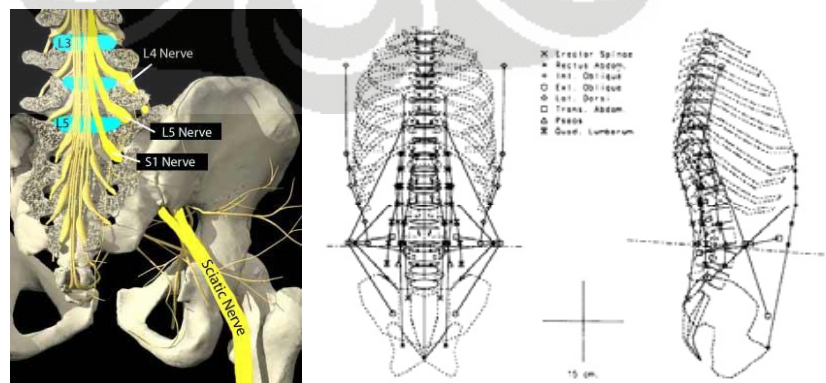 L3
L4 Nerve
L5
L5 Nerve
S1 Nerve
Sciatic Nerve
Erector Spinae
Rectus Abdom.
Int. Oblique
Ext. Oblique
Lat. Dorsi
Trans. Abdom.
Psoas
Quad. Lumborum
15 cm.